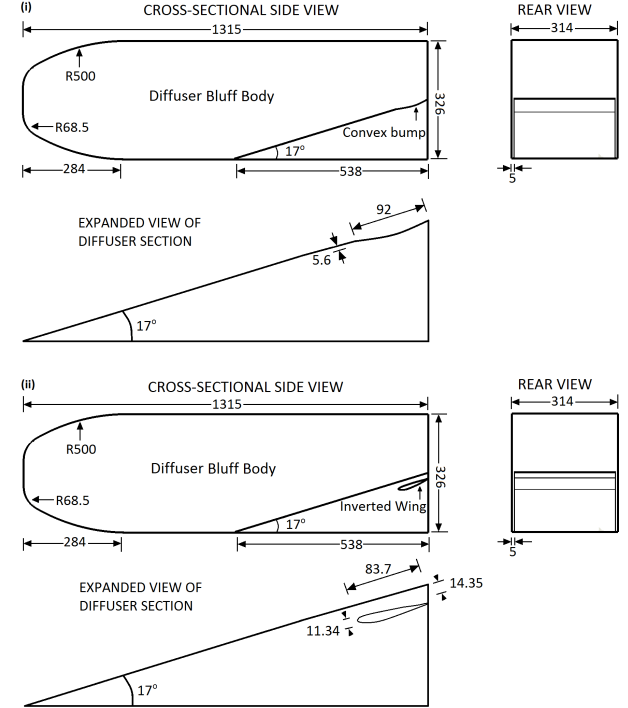 (i)
CROSS-SECTIONAL SIDE VIEW
REAR VIEW
1315
314
R500
Diffuser Bluff Body
326
R68.5
Convex bump
17°
284
538
5
92
EXPANDED VIEW OF
DIFFUSER SECTION
5.6
17°
(ii)
CROSS-SECTIONAL SIDE VIEW
REAR VIEW
1315
314
R500
Diffuser Bluff Body
326
R68.5
Inverted Wing
17°
284
538
5
83.7
EXPANDED VIEW OF
DIFFUSER SECTION
14.35
11.34
17°